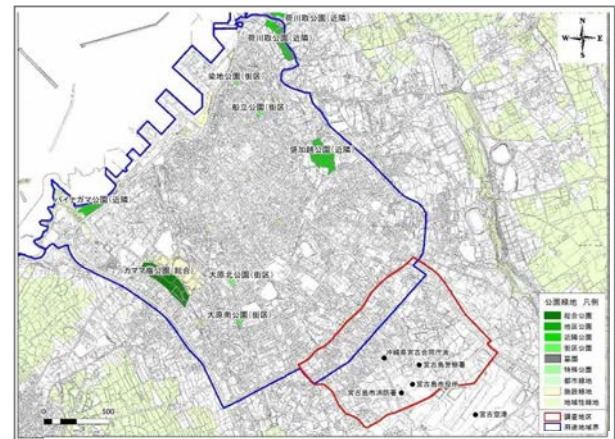 荷川取公園(近隣)
荷川取公園(近隣)
N
W E
S
染地公園(街区)
船立公園(街区)
盛加越公園(近隣)
パイナガマ公園(近隣)
カママ嶺公園(総合)
大原北公園(街区)
大原南公園(街区)
沖縄県宮古合同庁舎
宮古島警察署
宮古島市役所
宮古島市消防署
宮古空港
公園緑地 凡例
総合公園
地区公園
近隣公園
街区公園
墓園
特殊公園
都市緑地
施設緑地
地域性緑地
調査地区
用途地域界
0 500